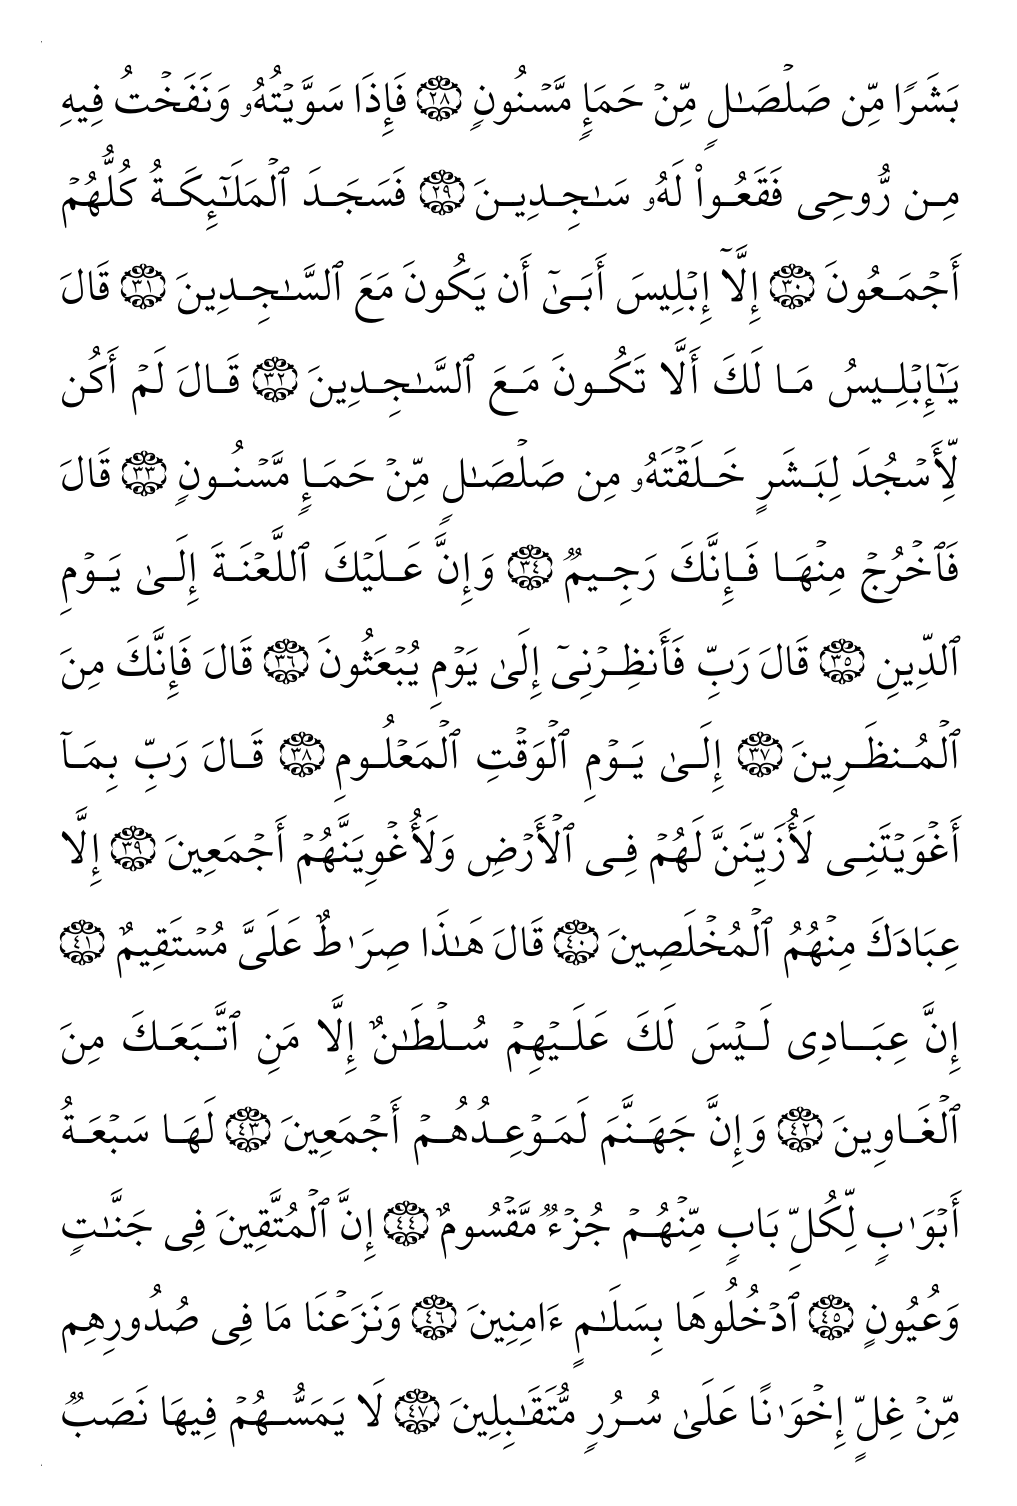 بَشَرًا مِّن صَلْصَـٰلٍ مِّنْ حَمَإٍ مَّسْنُونٍ ٢٨ فَإِذَا سَوَّيْتُهُۥ وَنَفَخْتُ فِيهِ
مِن رُّوحِى فَقَعُوا۟ لَهُۥ سَـٰجِدِينَ ٢٩ فَسَجَدَ ٱلْمَلَـٰٓئِكَةُ كُلُّهُمْ
أَجْمَعُونَ ٣٠ إِلَّآ إِبْلِيسَ أَبَىٰٓ أَن يَكُونَ مَعَ ٱلسَّـٰجِدِينَ ٣١ قَالَ
يَـٰٓإِبْلِيسُ مَا لَكَ أَلَّا تَكُونَ مَعَ ٱلسَّـٰجِدِينَ ٣٢ قَالَ لَمْ أَكُن
لِّأَسْجُدَ لِبَشَرٍ خَلَقْتَهُۥ مِن صَلْصَـٰلٍ مِّنْ حَمَإٍ مَّسْنُونٍ ٣٣ قَالَ
فَٱخْرُجْ مِنْهَا فَإِنَّكَ رَجِيمٌ ٣٤ وَإِنَّ عَلَيْكَ ٱللَّعْنَةَ إِلَىٰ يَوْمِ
ٱلدِّينِ ٣٥ قَالَ رَبِّ فَأَنظِرْنِىٓ إِلَىٰ يَوْمِ يُبْعَثُونَ ٣٦ قَالَ فَإِنَّكَ مِنَ
ٱلْمُنظَرِينَ ٣٧ إِلَىٰ يَوْمِ ٱلْوَقْتِ ٱلْمَعْلُومِ ٣٨ قَالَ رَبِّ بِمَآ
أَغْوَيْتَنِى لَأُزَيِّنَنَّ لَهُمْ فِى ٱلْأَرْضِ وَلَأُغْوِيَنَّهُمْ أَجْمَعِينَ ٣٩ إِلَّا
عِبَادَكَ مِنْهُمُ ٱلْمُخْلَصِينَ ٤٠ قَالَ هَـٰذَا صِرَٰطٌ عَلَىَّ مُسْتَقِيمٌ ٤١
إِنَّ عِبَادِى لَيْسَ لَكَ عَلَيْهِمْ سُلْطَـٰنٌ إِلَّا مَنِ ٱتَّبَعَكَ مِنَ
ٱلْغَاوِينَ ٤٢ وَإِنَّ جَهَنَّمَ لَمَوْعِدُهُمْ أَجْمَعِينَ ٤٣ لَهَا سَبْعَةُ
أَبْوَٰبٍ لِّكُلِّ بَابٍ مِّنْهُمْ جُزْءٌ مَّقْسُومٌ ٤٤ إِنَّ ٱلْمُتَّقِينَ فِى جَنَّـٰتٍ
وَعُيُونٍ ٤٥ ٱدْخُلُوهَا بِسَلَـٰمٍ ءَامِنِينَ ٤٦ وَنَزَعْنَا مَا فِى صُدُورِهِم
مِّنْ غِلٍّ إِخْوَٰنًا عَلَىٰ سُرُرٍ مُّتَقَـٰبِلِينَ ٤٧ لَا يَمَسُّهُمْ فِيهَا نَصَبٌ